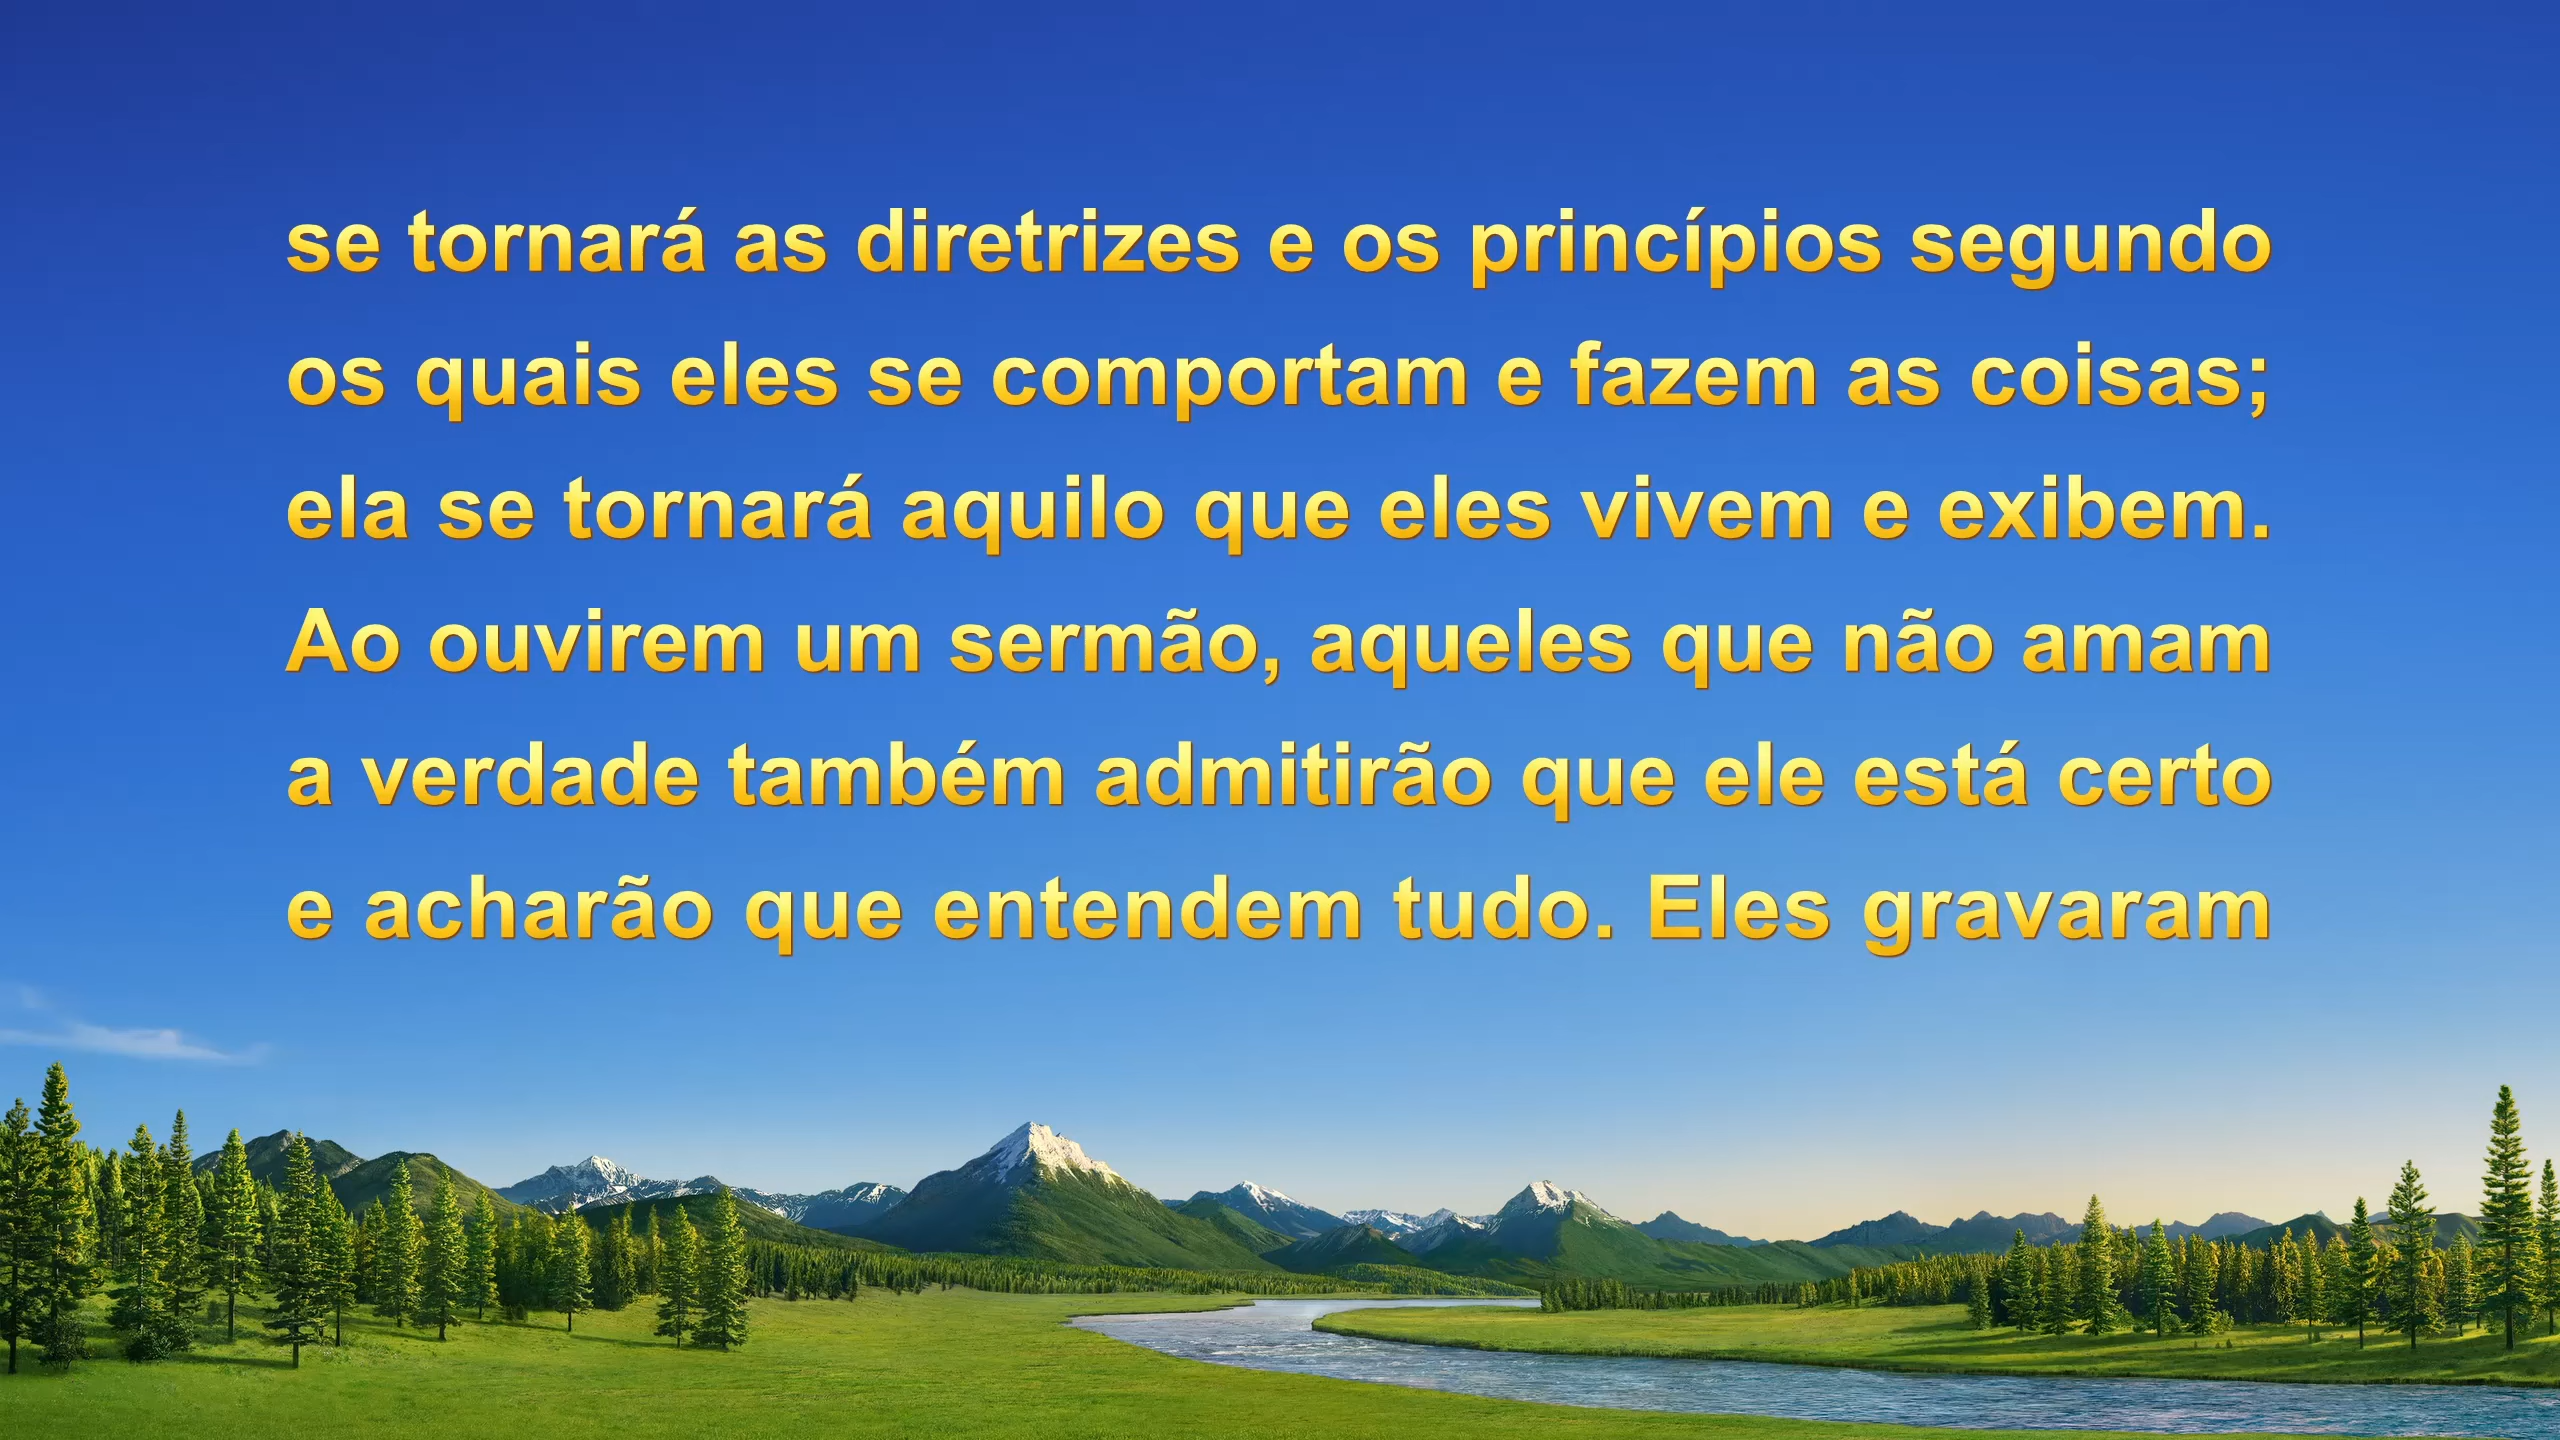 se tornará as diretrizes e os princípios segundo
os quais eles se comportam e fazem as coisas;
ela se tornará aquilo que eles vivem e exibem.
Ao ouvirem um sermão, aqueles que não amam
a verdade também admitirão que ele está certo
e acharão que entendem tudo. Eles gravaram